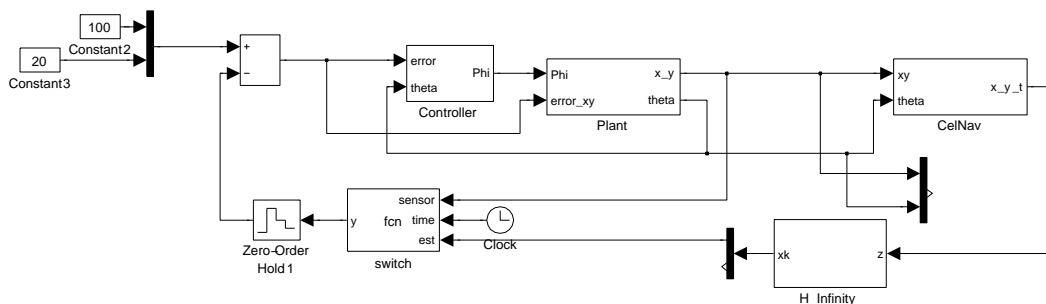 100
Constant2
20
Constant3
+
−
error
theta
Phi
Controller
Phi
error_xy
x_y
theta
Plant
xy
theta
x_y_t
CelNav
Zero-Order
Hold1
y
fcn
sensor
time
est
switch
Clock
xk
z
H_Infinity